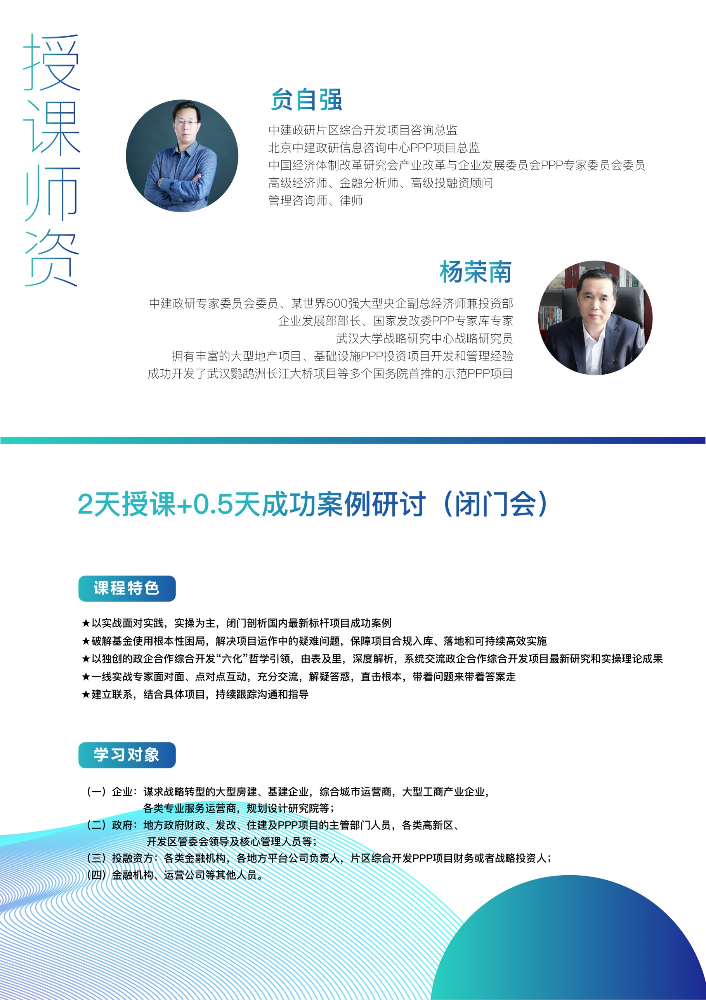 授课师资
贠自强
中建政研片区综合开发项目咨询总监
北京中建政研信息咨询中心PPP项目总监
中国经济体制改革研究会产业改革与企业发展委员会PPP专家委员会委员
高级经济师、金融分析师、高级投融资顾问
管理咨询师、律师
杨荣南
中建政研专家委员会委员、某世界500强大型央企副总经济师兼投资部
企业发展部部长、国家发改委PPP专家库专家
武汉大学战略研究中心战略研究员
拥有丰富的大型地产项目、基础设施PPP投资项目开发和管理经验
成功开发了武汉鹦鹉洲长江大桥项目等多个国务院首推的示范PPP项目
2天授课+0.5天成功案例研讨（闭门会）
课程特色
★以实战面对实践，实操为主，闭门剖析国内最新标杆项目成功案例
★破解基金使用根本性困局，解决项目运作中的疑难问题，保障项目合规入库、落地和可持续高效实施
★以独创的政企合作综合开发“六化”哲学引领，由表及里，深度解析，系统交流政企合作综合开发项目最新研究和实操理论成果
★一线实战专家面对面、点对点互动，充分交流，解疑答惑，直击根本，带着问题来带着答案走
★建立联系，结合具体项目，持续跟踪沟通和指导
学习对象
（一）企业：谋求战略转型的大型房建、基建企业，综合城市运营商，大型工商产业企业，
各类专业服务运营商，规划设计研究院等；
（二）政府：地方政府财政、发改、住建及PPP项目的主管部门人员，各类高新区、
开发区管委会领导及核心管理人员等；
（三）投融资方：各类金融机构，各地方平台公司负责人，片区综合开发PPP项目财务或者战略投资人；
（四）金融机构、运营公司等其他人员。